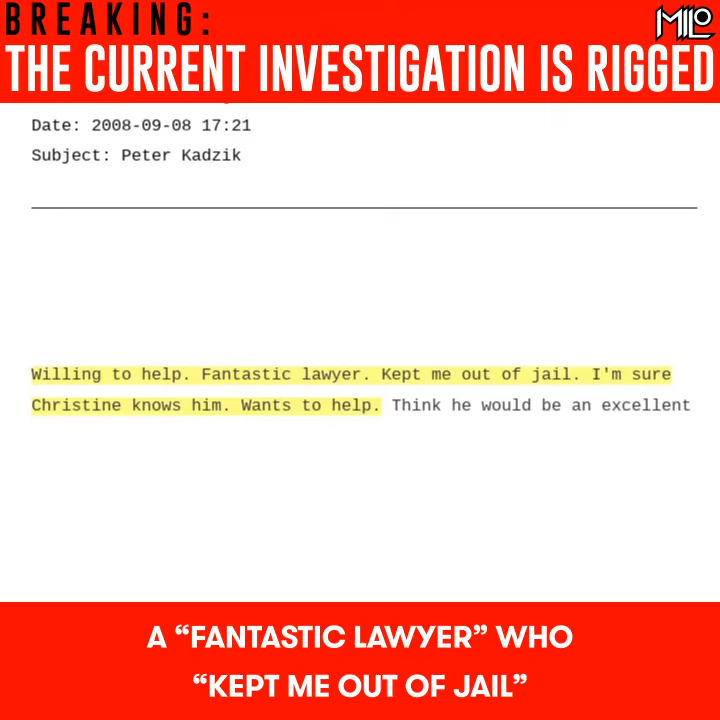 BREAKING:
MILO
THE CURRENT INVESTIGATION IS RIGGED
Date: 2008-09-08 17:21
Subject: Peter Kadzik
Willing to help. Fantastic lawyer. Kept me out of jail. I'm sure
Christine knows him. Wants to help. Think he would be an excellent
A “FANTASTIC LAWYER” WHO
“KEPT ME OUT OF JAIL”